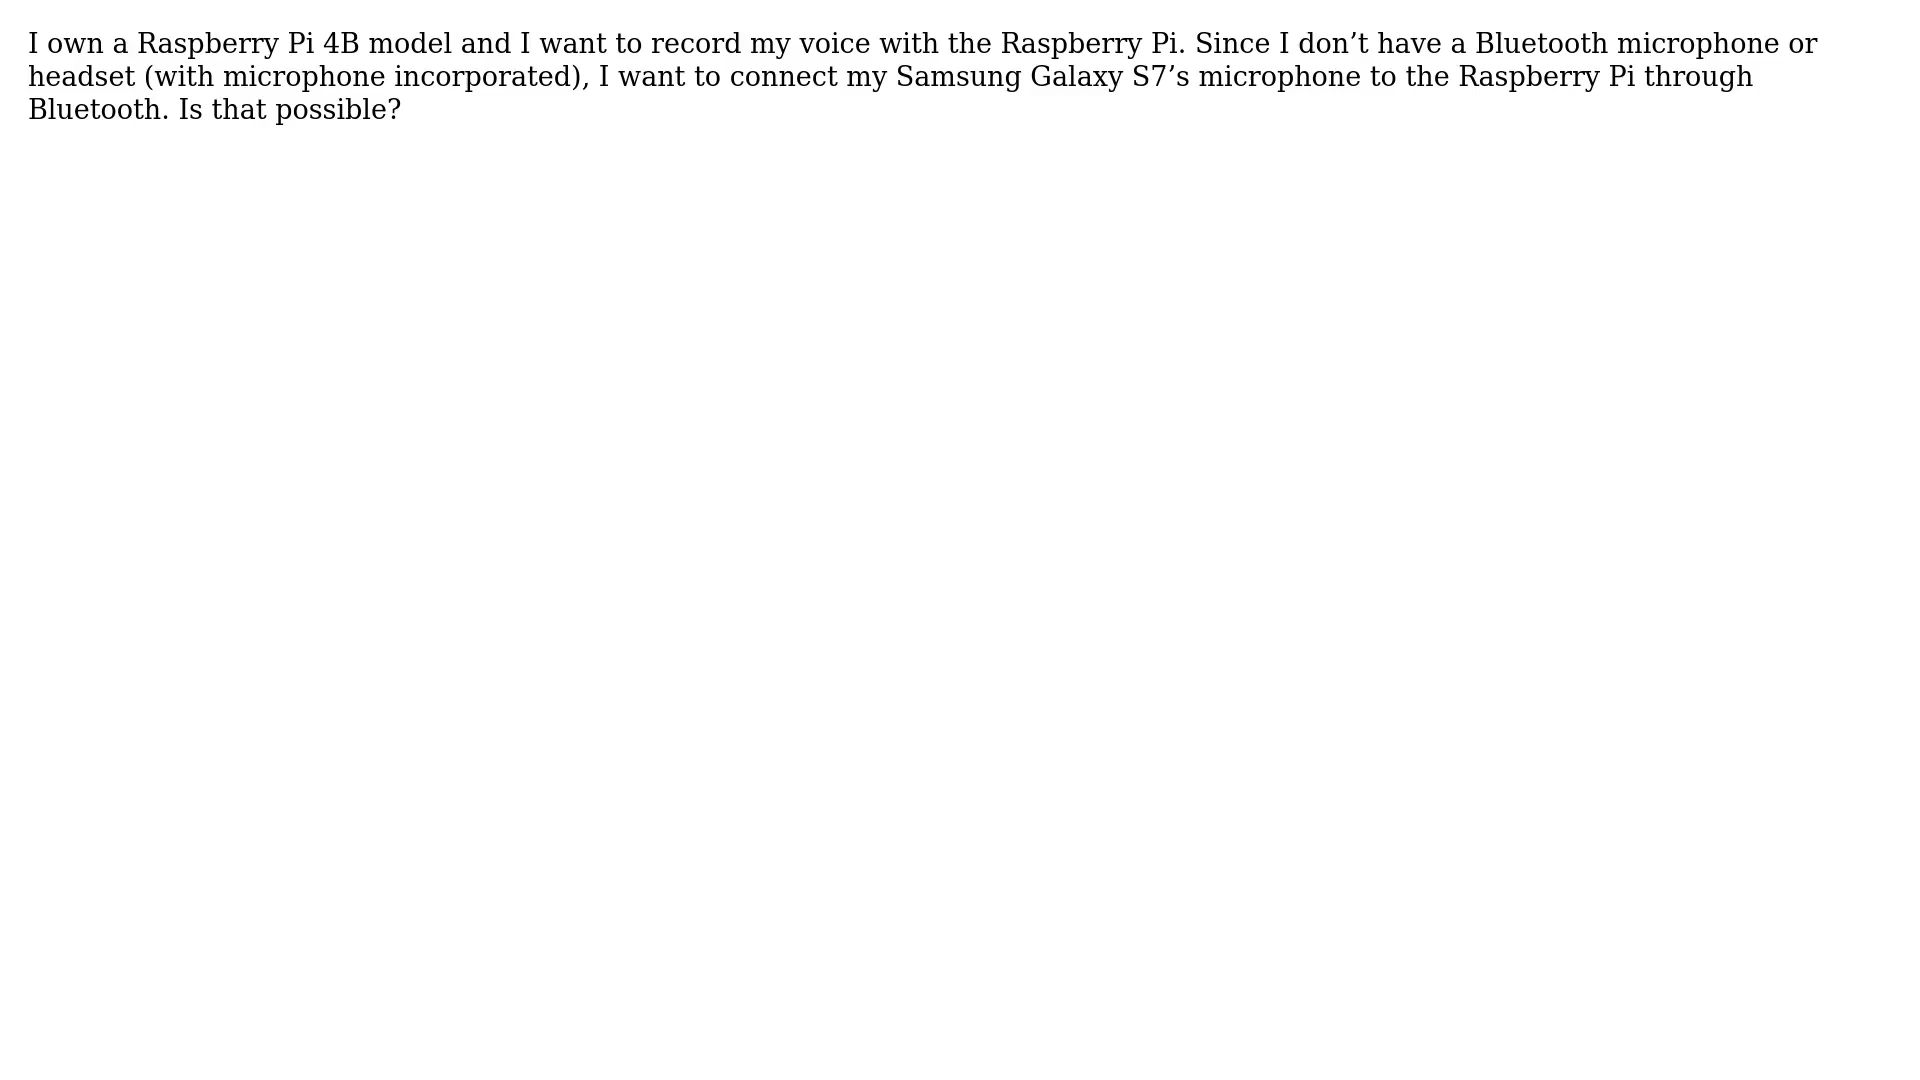 I own a Raspberry Pi 4B model and I want to record my voice with the Raspberry Pi. Since I don’t have a Bluetooth microphone or
headset (with microphone incorporated), I want to connect my Samsung Galaxy S7’s microphone to the Raspberry Pi through
Bluetooth. Is that possible?